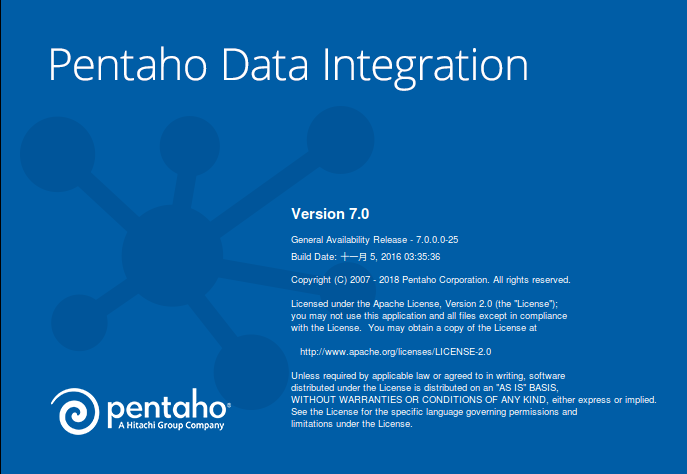 Pentaho Data Integration
Version 7.0
General Availability Release - 7.0.0.0-25
Build Date: 十一月 5, 2016 03:35:36
Copyright (C) 2007 - 2018 Pentaho Corporation. All rights reserved.
Licensed under the Apache License, Version 2.0 (the "License");
you may not use this application and all files except in compliance
with the License.  You may obtain a copy of the License at
http://www.apache.org/licenses/LICENSE-2.0
Unless required by applicable law or agreed to in writing, software
distributed under the License is distributed on an "AS IS" BASIS,
WITHOUT WARRANTIES OR CONDITIONS OF ANY KIND, either express or implied.
See the License for the specific language governing permissions and
limitations under the License.
pentaho®
A Hitachi Group Company